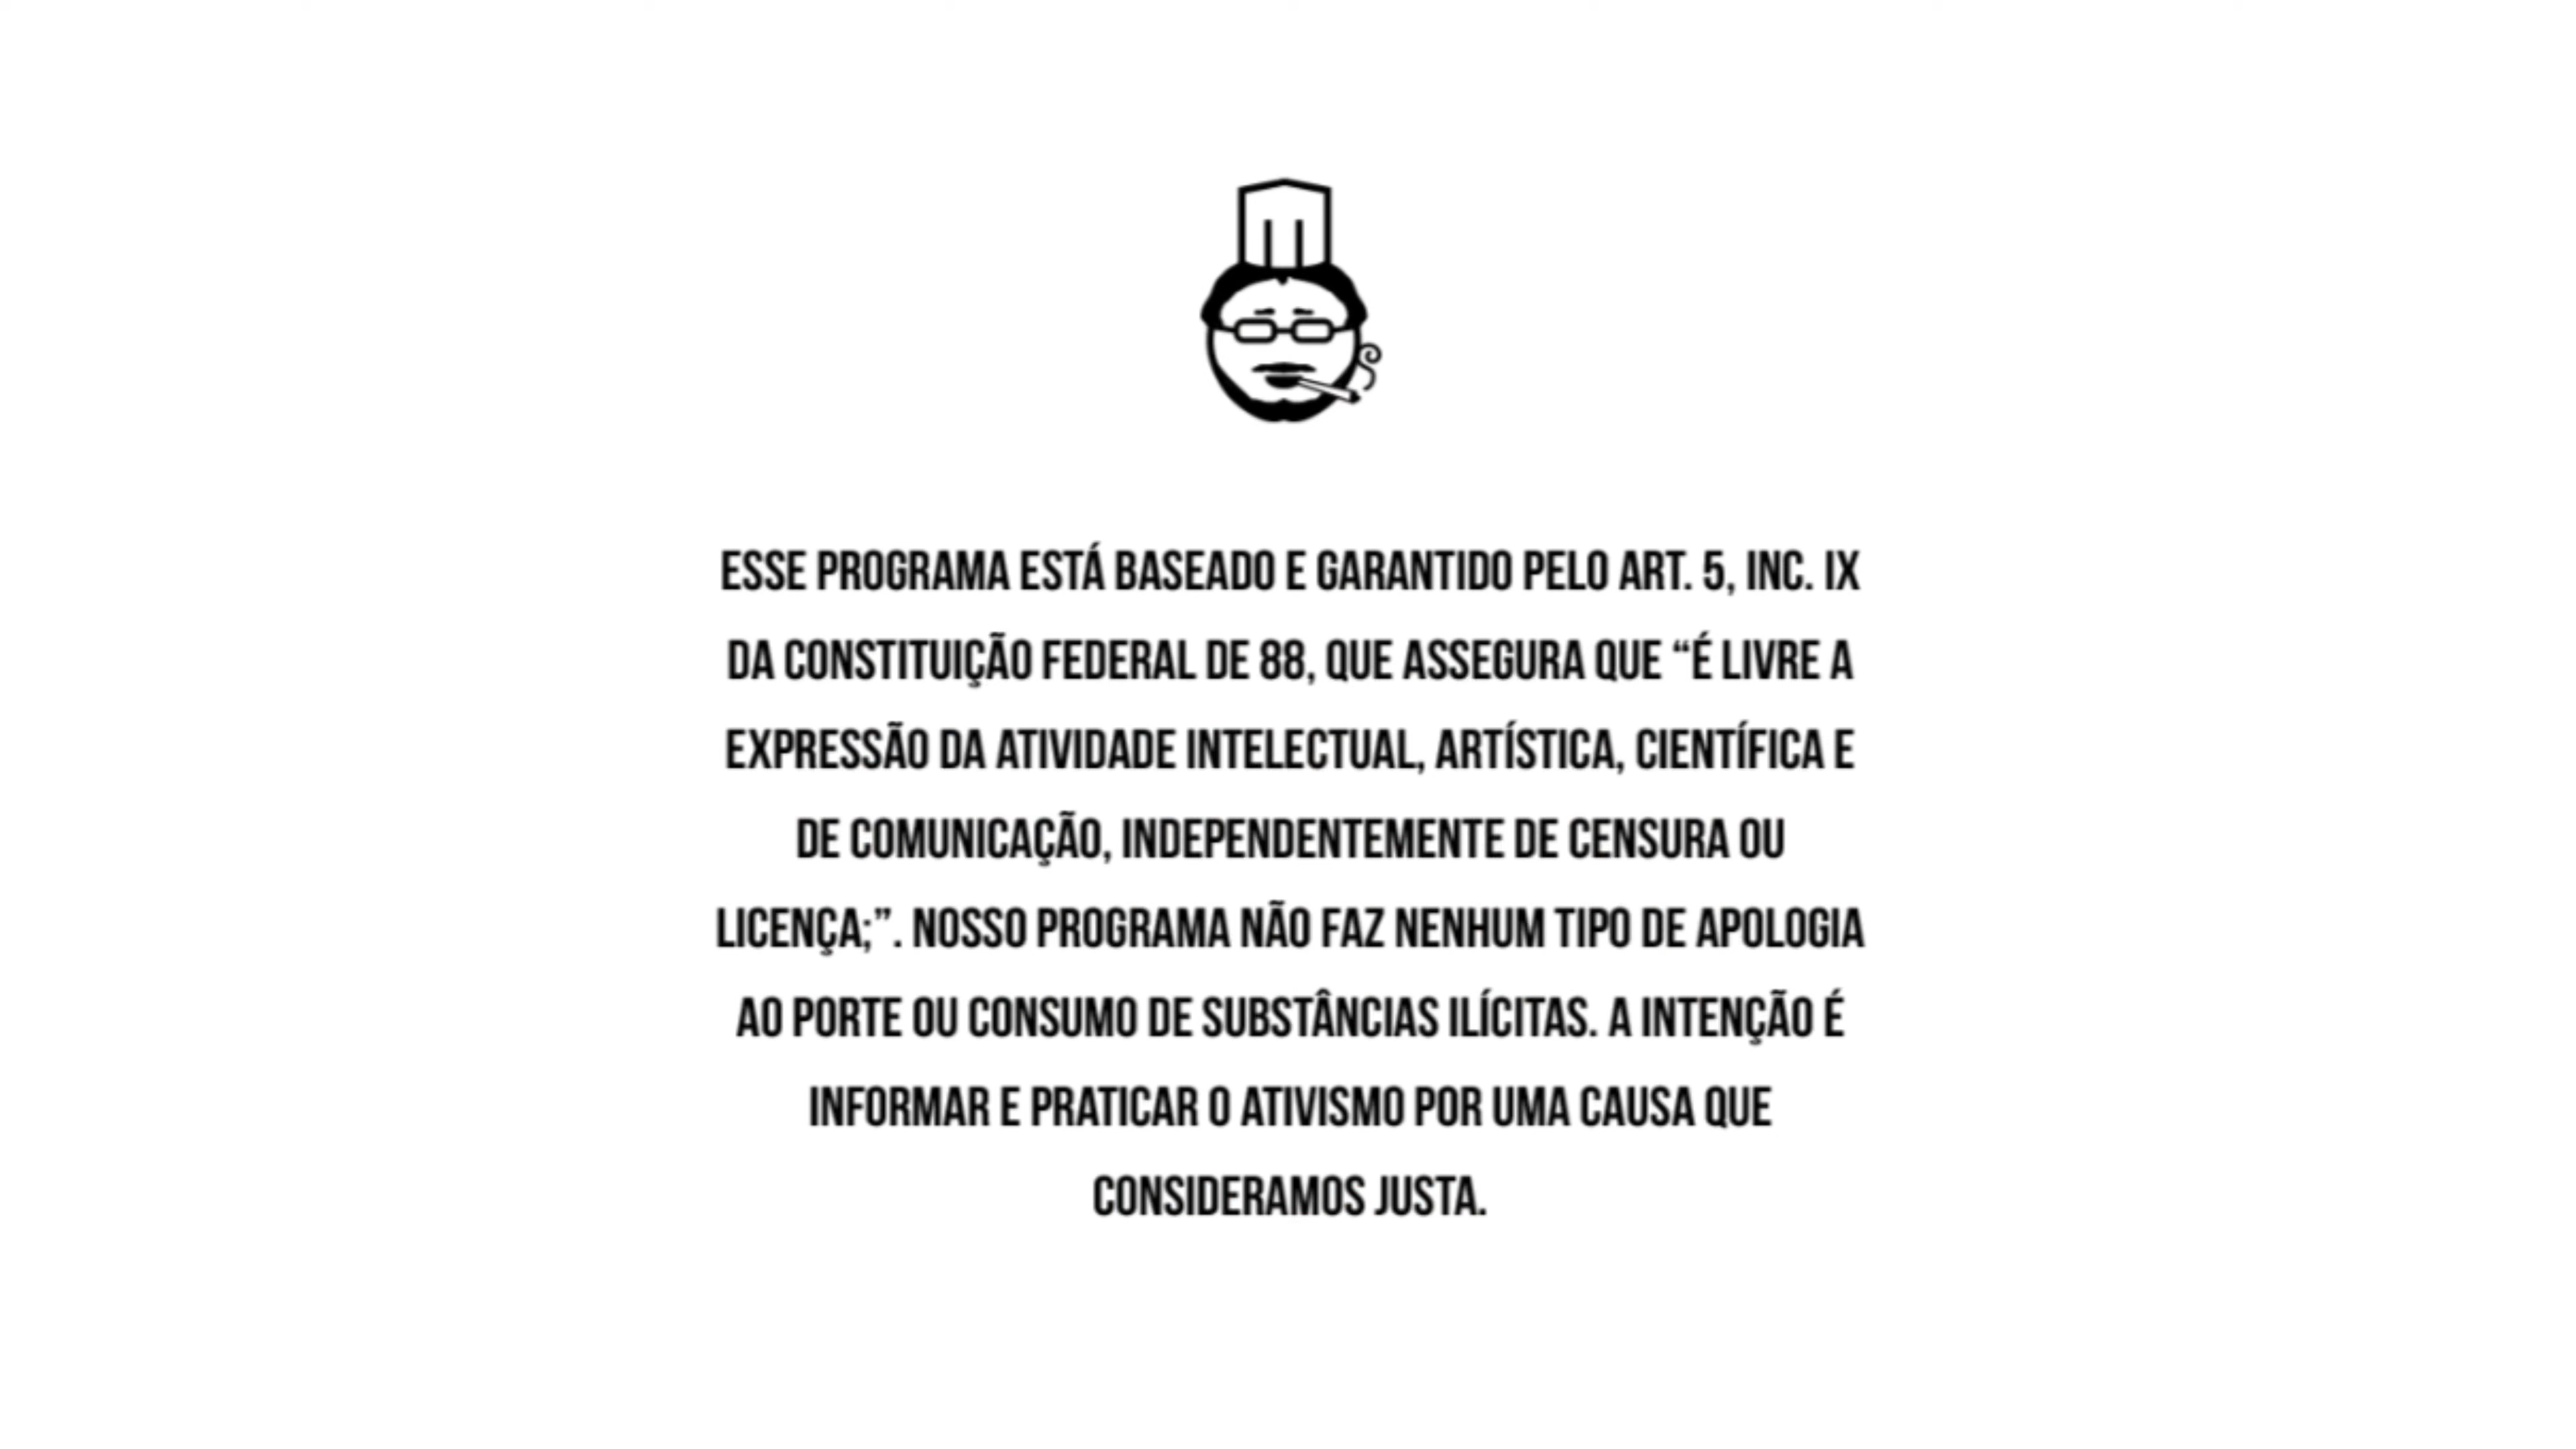 ESSE PROGRAMA ESTÁ BASEADO E GARANTIDO PELO ART. 5, INC. IX
DA CONSTITUIÇÃO FEDERAL DE 88, QUE ASSEGURA QUE “É LIVRE A
EXPRESSÃO DA ATIVIDADE INTELECTUAL, ARTÍSTICA, CIENTÍFICA E
DE COMUNICAÇÃO, INDEPENDENTEMENTE DE CENSURA OU
LICENÇA;”. NOSSO PROGRAMA NÃO FAZ NENHUM TIPO DE APOLOGIA
AO PORTE OU CONSUMO DE SUBSTÂNCIAS ILÍCITAS. A INTENÇÃO É
INFORMAR E PRATICAR O ATIVISMO POR UMA CAUSA QUE
CONSIDERAMOS JUSTA.